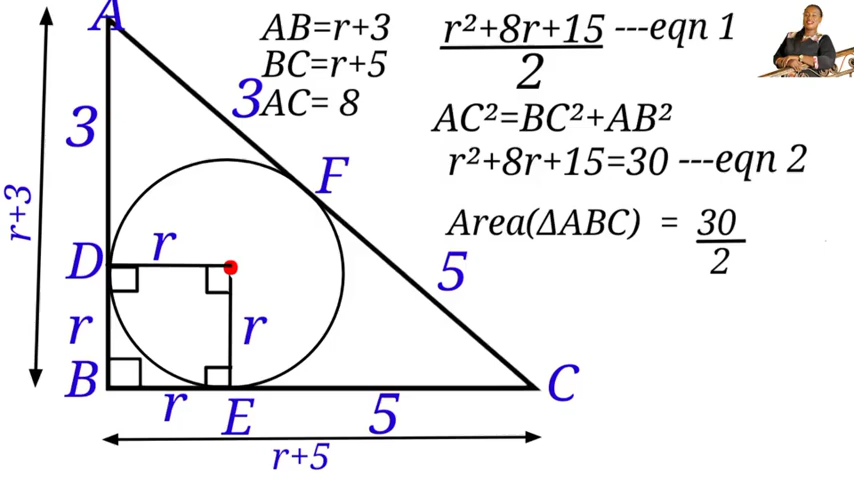 A
AB=r+3
BC=r+5
AC= 8
r²+8r+15 ---eqn 1
2
AC²=BC²+AB²
r²+8r+15=30 ---eqn 2
Area(ΔABC) = 30
2
3
3
F
r+3
D
r
5
r
r
B
r
E
5
C
r+5